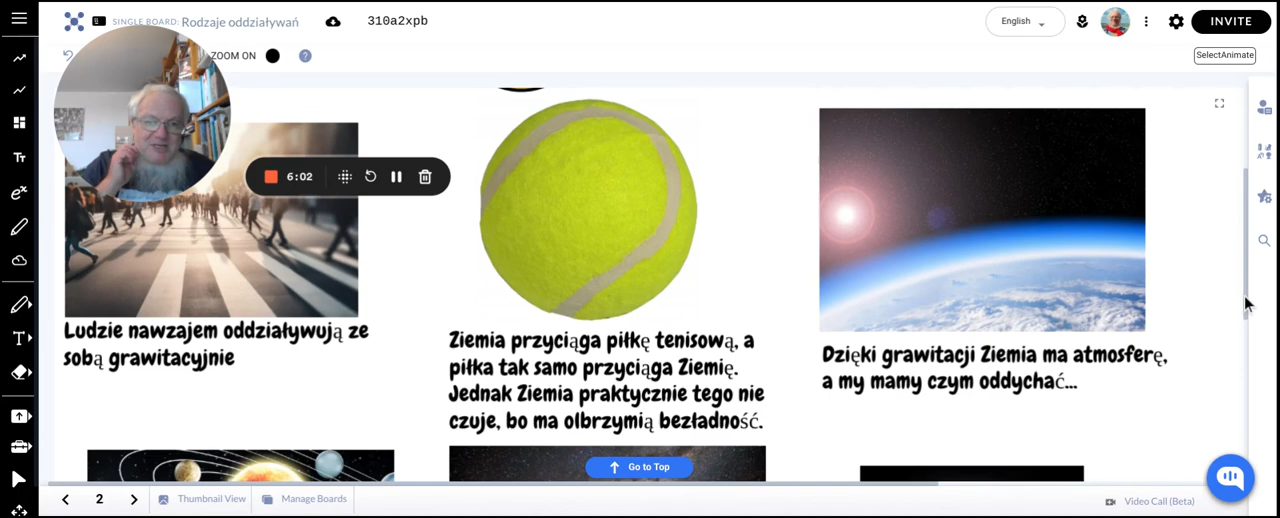 SINGLE BOARD: Rodzaje oddziaływań
310a2xpb
English
INVITE
ZOOM ON
?
SelectAnimate
6:02
Ludzie nawzajem oddziaływują ze
sobą grawitacyjnie
Ziemia przyciąga piłkę tenisową, a
piłka tak samo przyciąga Ziemię.
Jednak Ziemia praktycznie tego nie
czuje, bo ma olbrzymią bezładność.
Dzięki grawitacji Ziemia ma atmosferę,
a my mamy czym oddychać...
Go to Top
2
Thumbnail View
Manage Boards
Video Call (Beta)